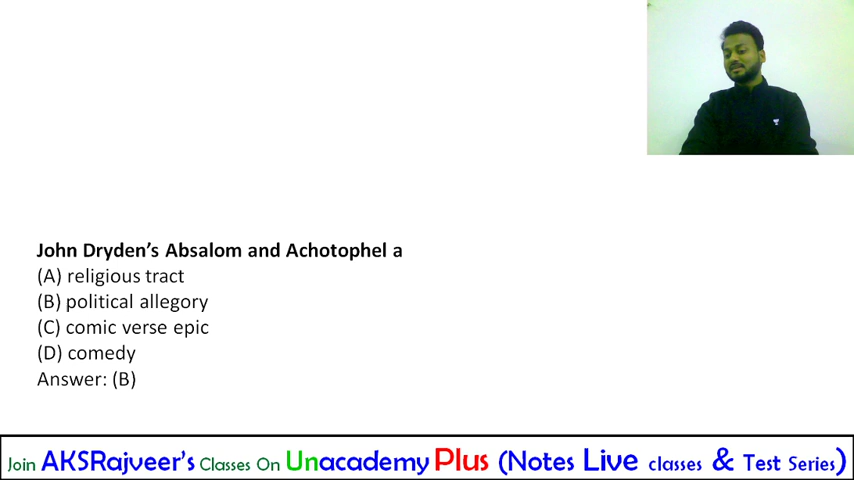 John Dryden’s Absalom and Achotophel a
(A) religious tract
(B) political allegory
(C) comic verse epic
(D) comedy
Answer: (B)
Join AKSRajveer’s Classes On Unacademy Plus (Notes Live classes & Test Series)